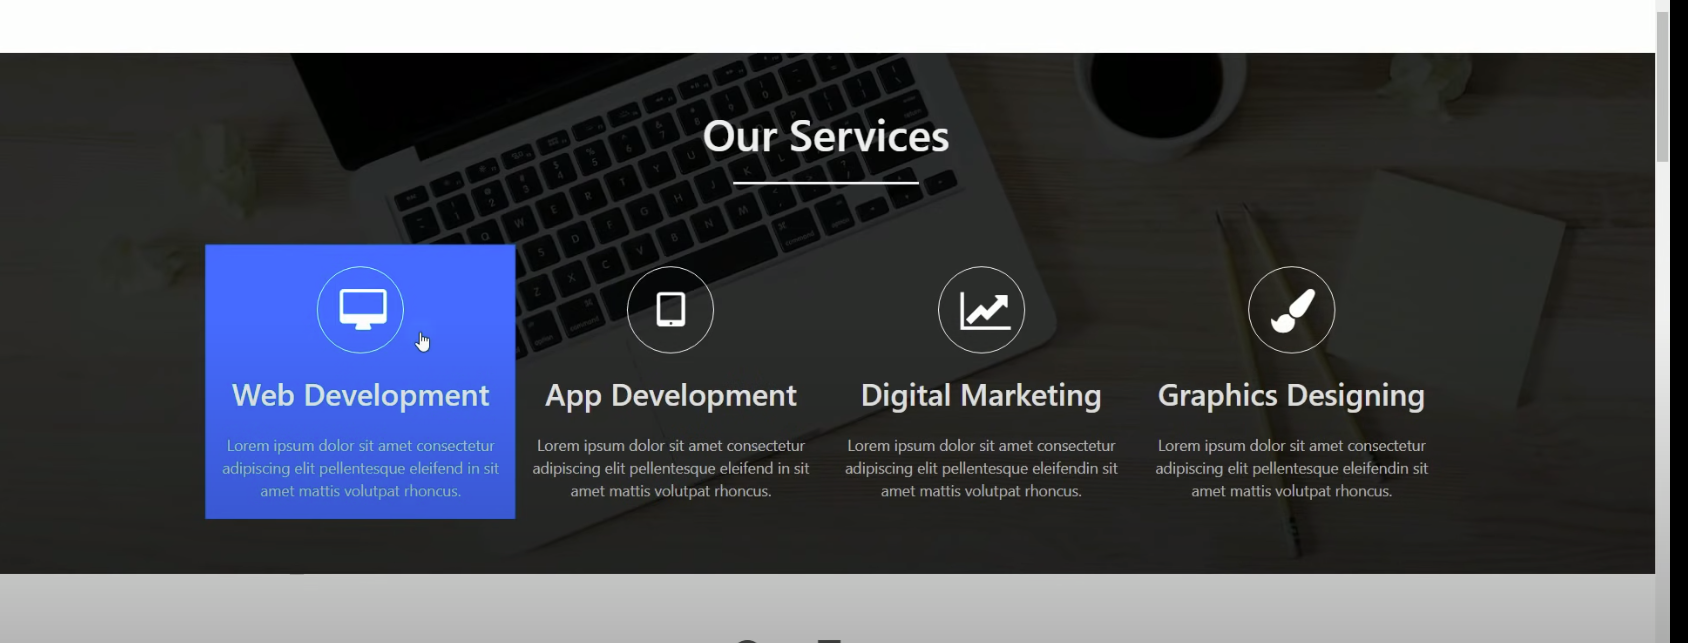 Our Services
Web Development
App Development
Digital Marketing
Graphics Designing
Lorem ipsum dolor sit amet consectetur
adipiscing elit pellentesque eleifend in sit
amet mattis volutpat rhoncus.
Lorem ipsum dolor sit amet consectetur
adipiscing elit pellentesque eleifend in sit
amet mattis volutpat rhoncus.
Lorem ipsum dolor sit amet consectetur
adipiscing elit pellentesque eleifendin sit
amet mattis volutpat rhoncus.
Lorem ipsum dolor sit amet consectetur
adipiscing elit pellentesque eleifendin sit
amet mattis volutpat rhoncus.